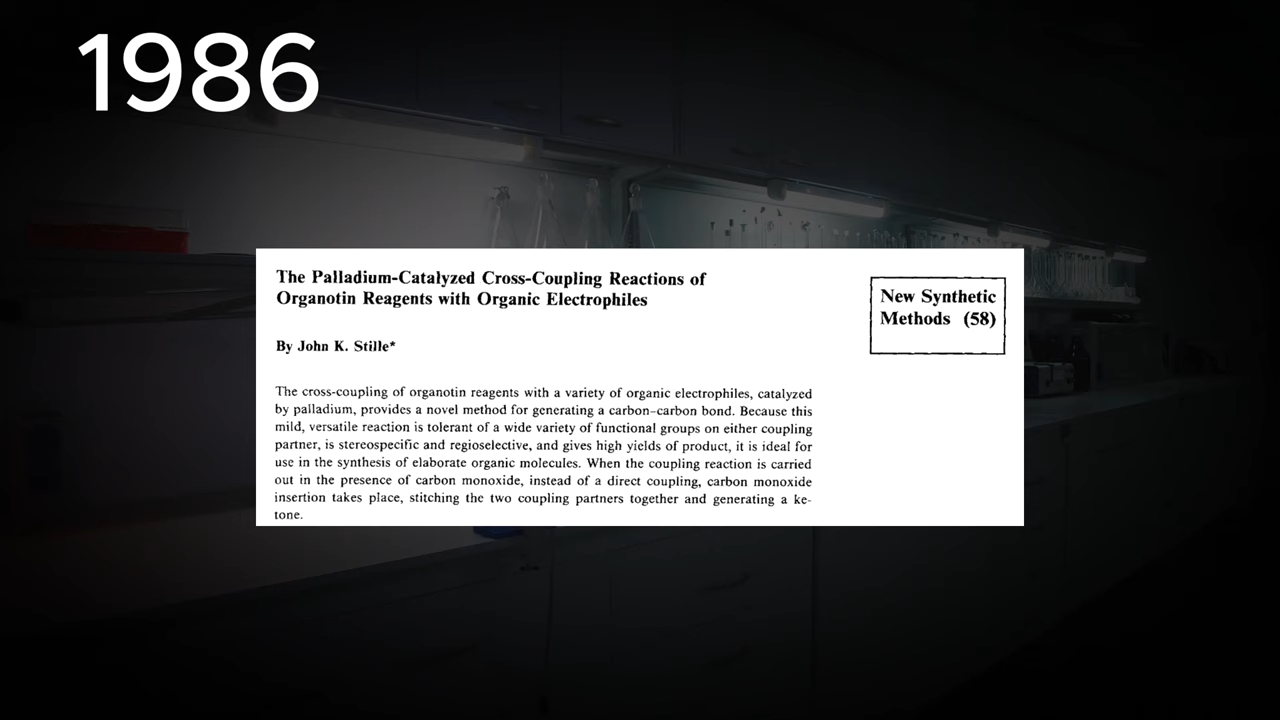 1986
The Palladium-Catalyzed Cross-Coupling Reactions of
Organotin Reagents with Organic Electrophiles
New Synthetic
Methods (58)
By John K. Stille*
The cross-coupling of organotin reagents with a variety of organic electrophiles, catalyzed
by palladium, provides a novel method for generating a carbon–carbon bond. Because this
mild, versatile reaction is tolerant of a wide variety of functional groups on either coupling
partner, is stereospecific and regioselective, and gives high yields of product, it is ideal for
use in the synthesis of elaborate organic molecules. When the coupling reaction is carried
out in the presence of carbon monoxide, instead of a direct coupling, carbon monoxide
insertion takes place, stitching the two coupling partners together and generating a ke-
tone.